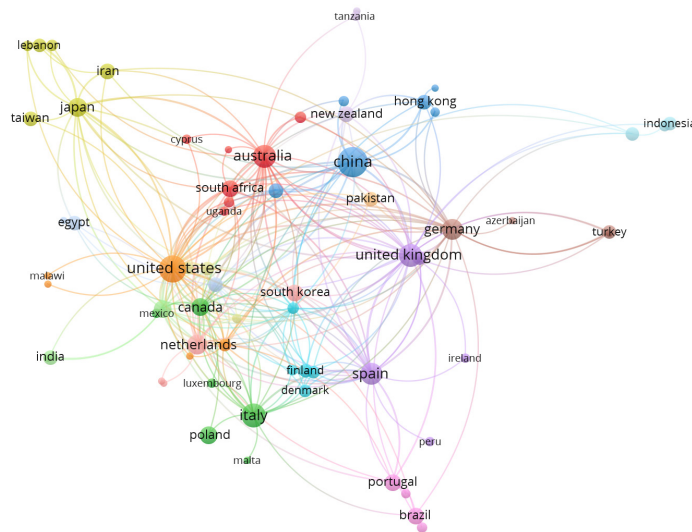 tanzania
lebanon
iran
japan
taiwan
hong kong
new zealand
indonesia
cyprus
australia
china
south africa
pakistan
uganda
egypt
germany
azerbaijan
turkey
united kingdom
united states
malawi
south korea
canada
mexico
netherlands
india
ireland
finland
spain
luxembourg
denmark
italy
poland
peru
malta
portugal
brazil